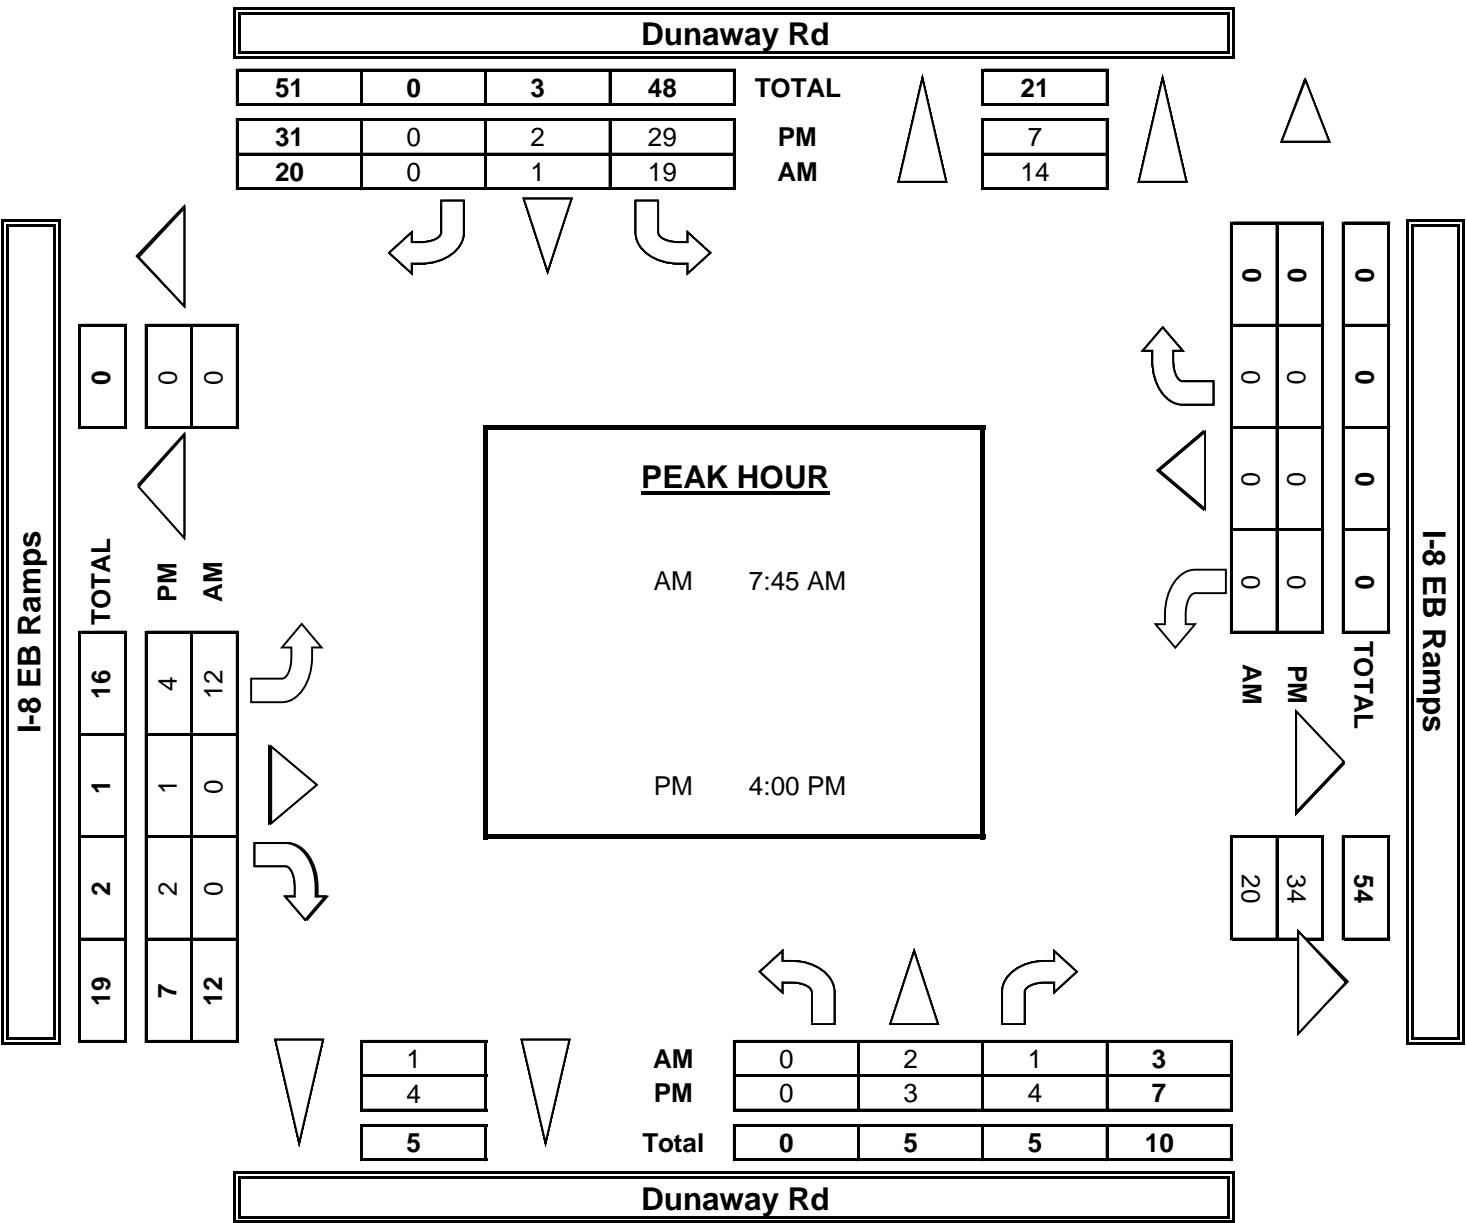 Dunaway Rd
51 0 3 48 TOTAL 21
31 0 2 29 PM 7
20 0 1 19 AM 14
I-8 EB Ramps
0 0 0
TOTAL PM AM
16 4 12
1 1 0
2 2 0
19 7 12
PEAK HOUR
AM 7:45 AM
PM 4:00 PM
0 0 0
0 0 0
0 0 0
0 0 0
AM PM TOTAL
20 34 54
I-8 EB Ramps
1 AM 0 2 1 3
4 PM 0 3 4 7
5 Total 0 5 5 10
Dunaway Rd